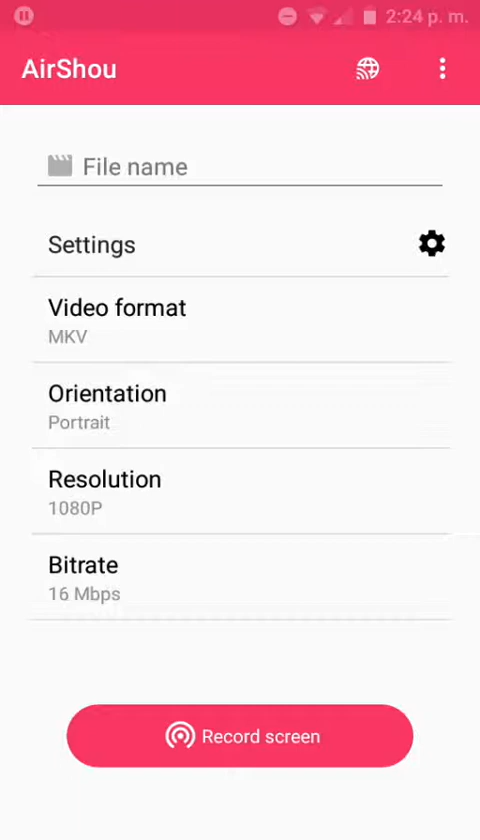 2:24 p. m.
AirShou
File name
Settings
Video format
MKV
Orientation
Portrait
Resolution
1080P
Bitrate
16 Mbps
Record screen